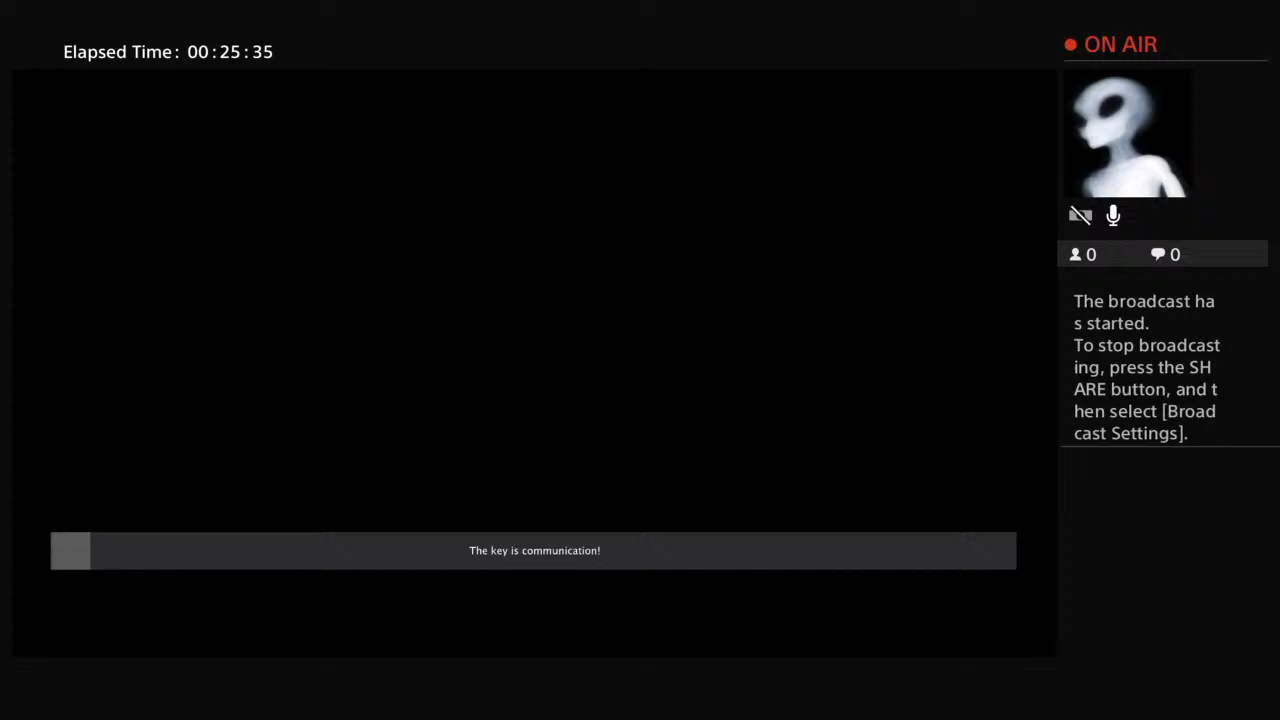 Elapsed Time: 00:25:35
ON AIR
0 0
The broadcast ha
s started.
To stop broadcast
ing, press the SH
ARE button, and t
hen select [Broad
cast Settings].
The key is communication!